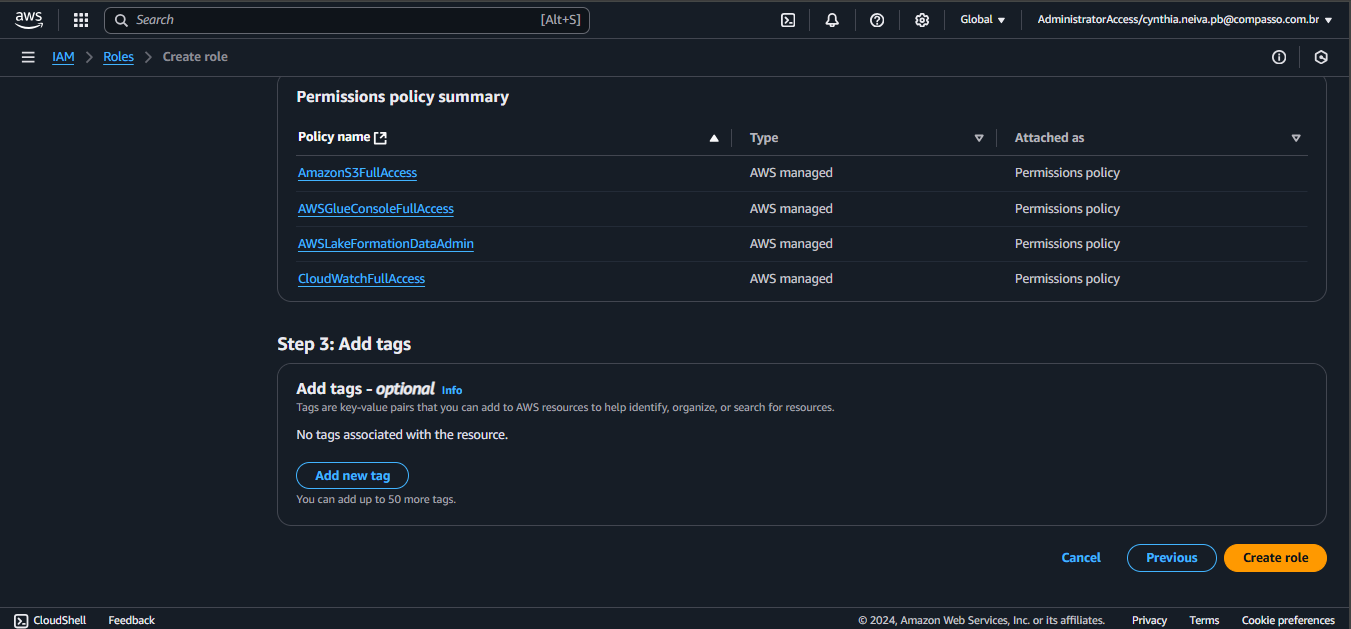 aws Search [Alt+S] Global AdministratorAccess/cynthia.neiva.pb@compasso.com.br
IAM Roles Create role
Permissions policy summary
Policy name Type Attached as
AmazonS3FullAccess AWS managed Permissions policy
AWSGlueConsoleFullAccess AWS managed Permissions policy
AWSLakeFormationDataAdmin AWS managed Permissions policy
CloudWatchFullAccess AWS managed Permissions policy
Step 3: Add tags
Add tags - optional Info
Tags are key-value pairs that you can add to AWS resources to help identify, organize, or search for resources.
No tags associated with the resource.
Add new tag
You can add up to 50 more tags.
Cancel Previous Create role
CloudShell Feedback © 2024, Amazon Web Services, Inc. or its affiliates. Privacy Terms Cookie preferences